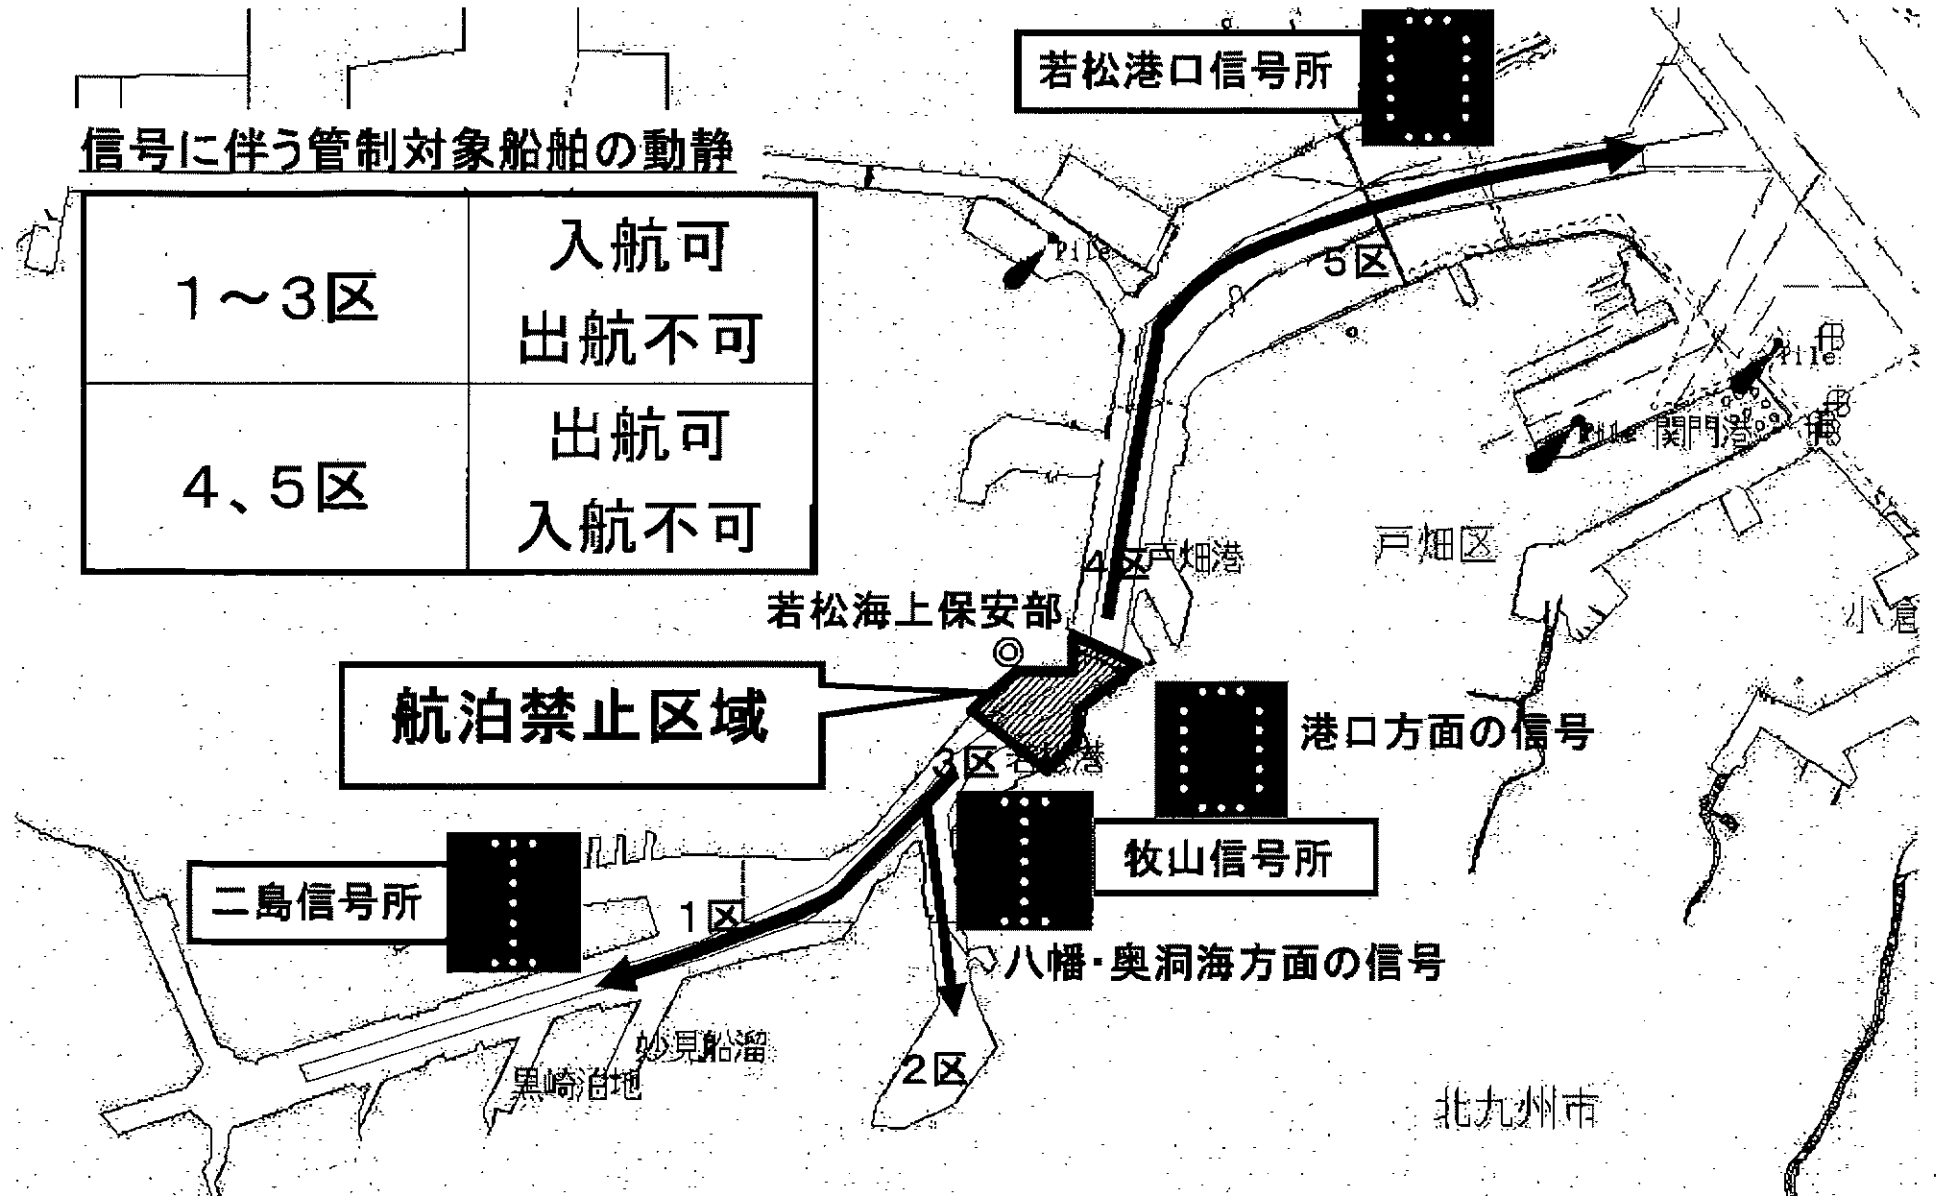 若松港口信号所
信号に伴う管制対象船舶の動静
1～3区
入航可
出航不可
4、5区
出航可
入航不可
Pile
5区
Pile
Pile
関門港
4区
戸畑港
戸畑区
小倉
若松海上保安部
航泊禁止区域
3区
港口方面の信号
牧山信号所
二島信号所
1区
八幡・奥洞海方面の信号
妙見船溜
黒崎泊地
2区
北九州市